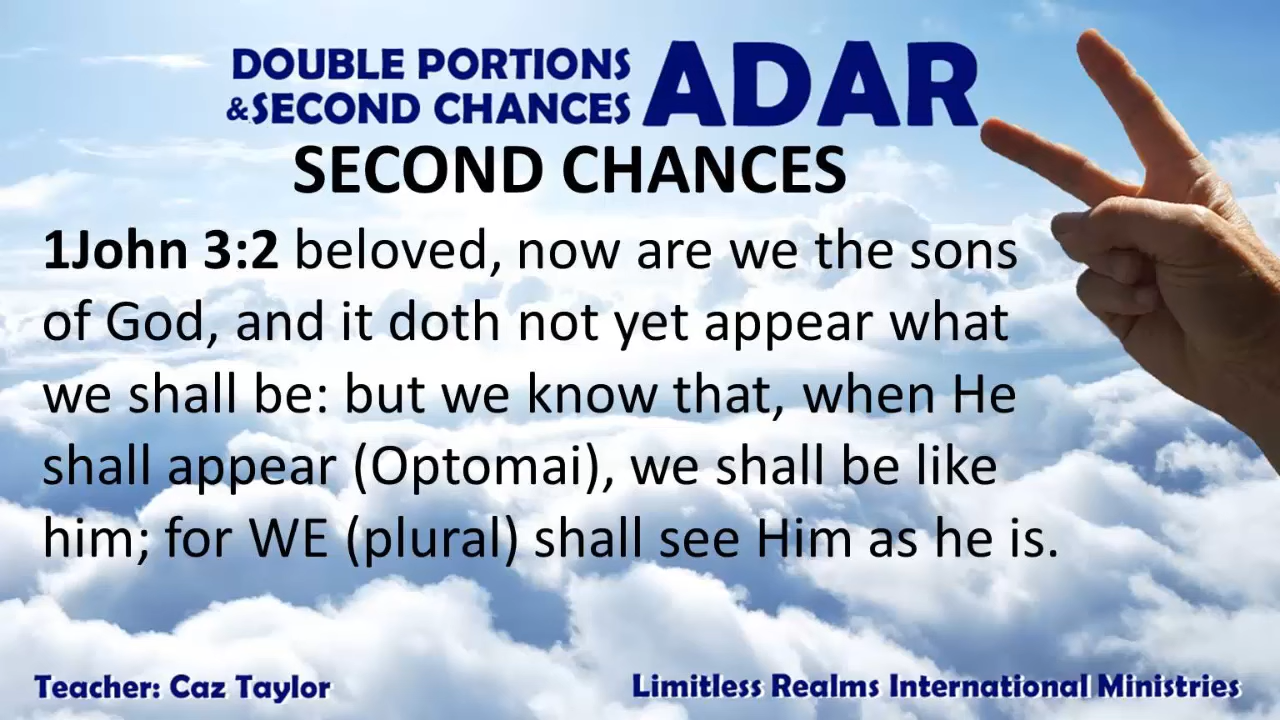 DOUBLE PORTIONS
&SECOND CHANCES ADAR
SECOND CHANCES
1John 3:2 beloved, now are we the sons
of God, and it doth not yet appear what
we shall be: but we know that, when He
shall appear (Optomai), we shall be like
him; for WE (plural) shall see Him as he is.
Teacher: Caz Taylor
Limitless Realms International Ministries